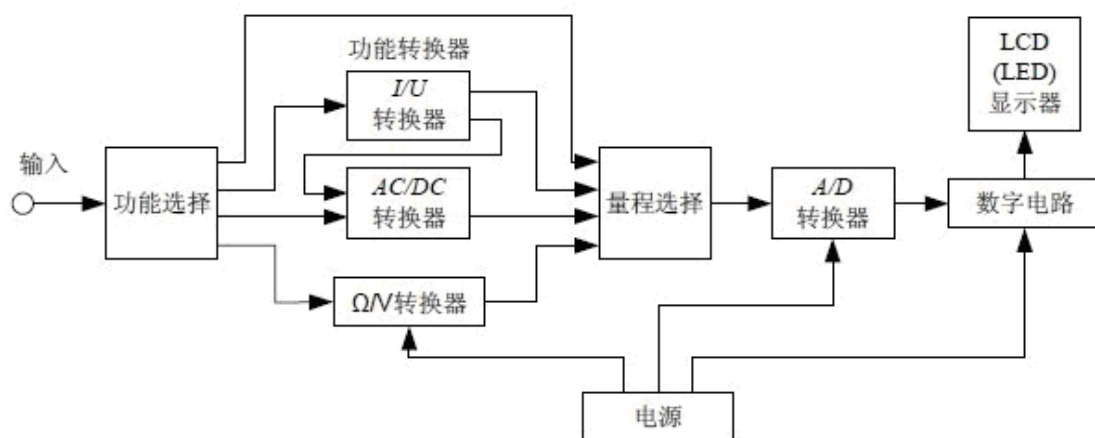 功能转换器
I/U
转换器
LCD
(LED)
显示器
输入
功能选择
AC/DC
转换器
量程选择
A/D
转换器
数字电路
Ω/V转换器
电源